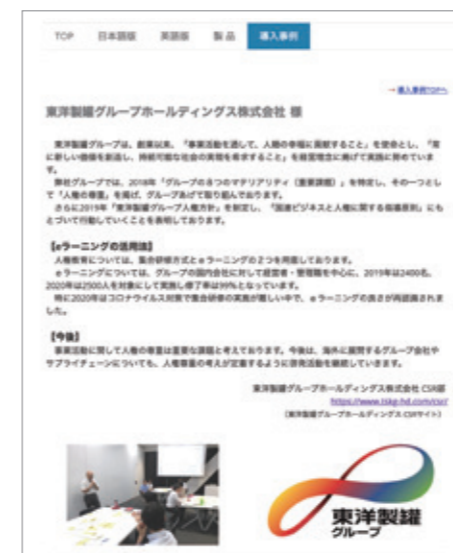 TOP 日本語版 英語版 製品 導入事例
→導入事例TOPへ
東洋製罐グループホールディングス株式会社 様
東洋製罐グループは、創業以来、「事業活動を通して、人類の幸福に貢献すること」を使命とし、「常
に新しい価値を創造し、持続可能な社会の実現を希求すること」を経営理念に掲げて実践に努めていま
す。
弊社グループでは、2018年「グループの8つのマテリアリティ（重要課題）」を特定し、その一つとし
て「人権の尊重」を掲げ、グループあげて取り組んでおります。
さらに2019年「東洋製罐グループ人権方針」を制定し、「国連ビジネスと人権に関する指導原則」にも
とづいて行動していくことを表明しております。
【eラーニングの活用法】
人権教育については、集合研修方式とeラーニングの2つを用意しております。
eラーニングについては、グループの国内会社に対して経営者・管理職を中心に、2019年は2400名、
2020年は2500人を対象にして実施し修了率は99%となっています。
特に2020年はコロナウイルス対策で集合研修の実施が難しい中で、eラーニングの良さが再認識されま
した。
【今後】
事業活動に関して人権の尊重は重要な課題と考えております。今後は、海外に展開するグループ会社や
サプライチェーンについても、人権尊重の考えが定着するように啓発活動を継続していきます。
東洋製罐グループホールディングス株式会社 CSR部
https://www.tskg-hd.com/csr/
（東洋製罐グループホールディングス CSRサイト）
東洋製罐
グループ